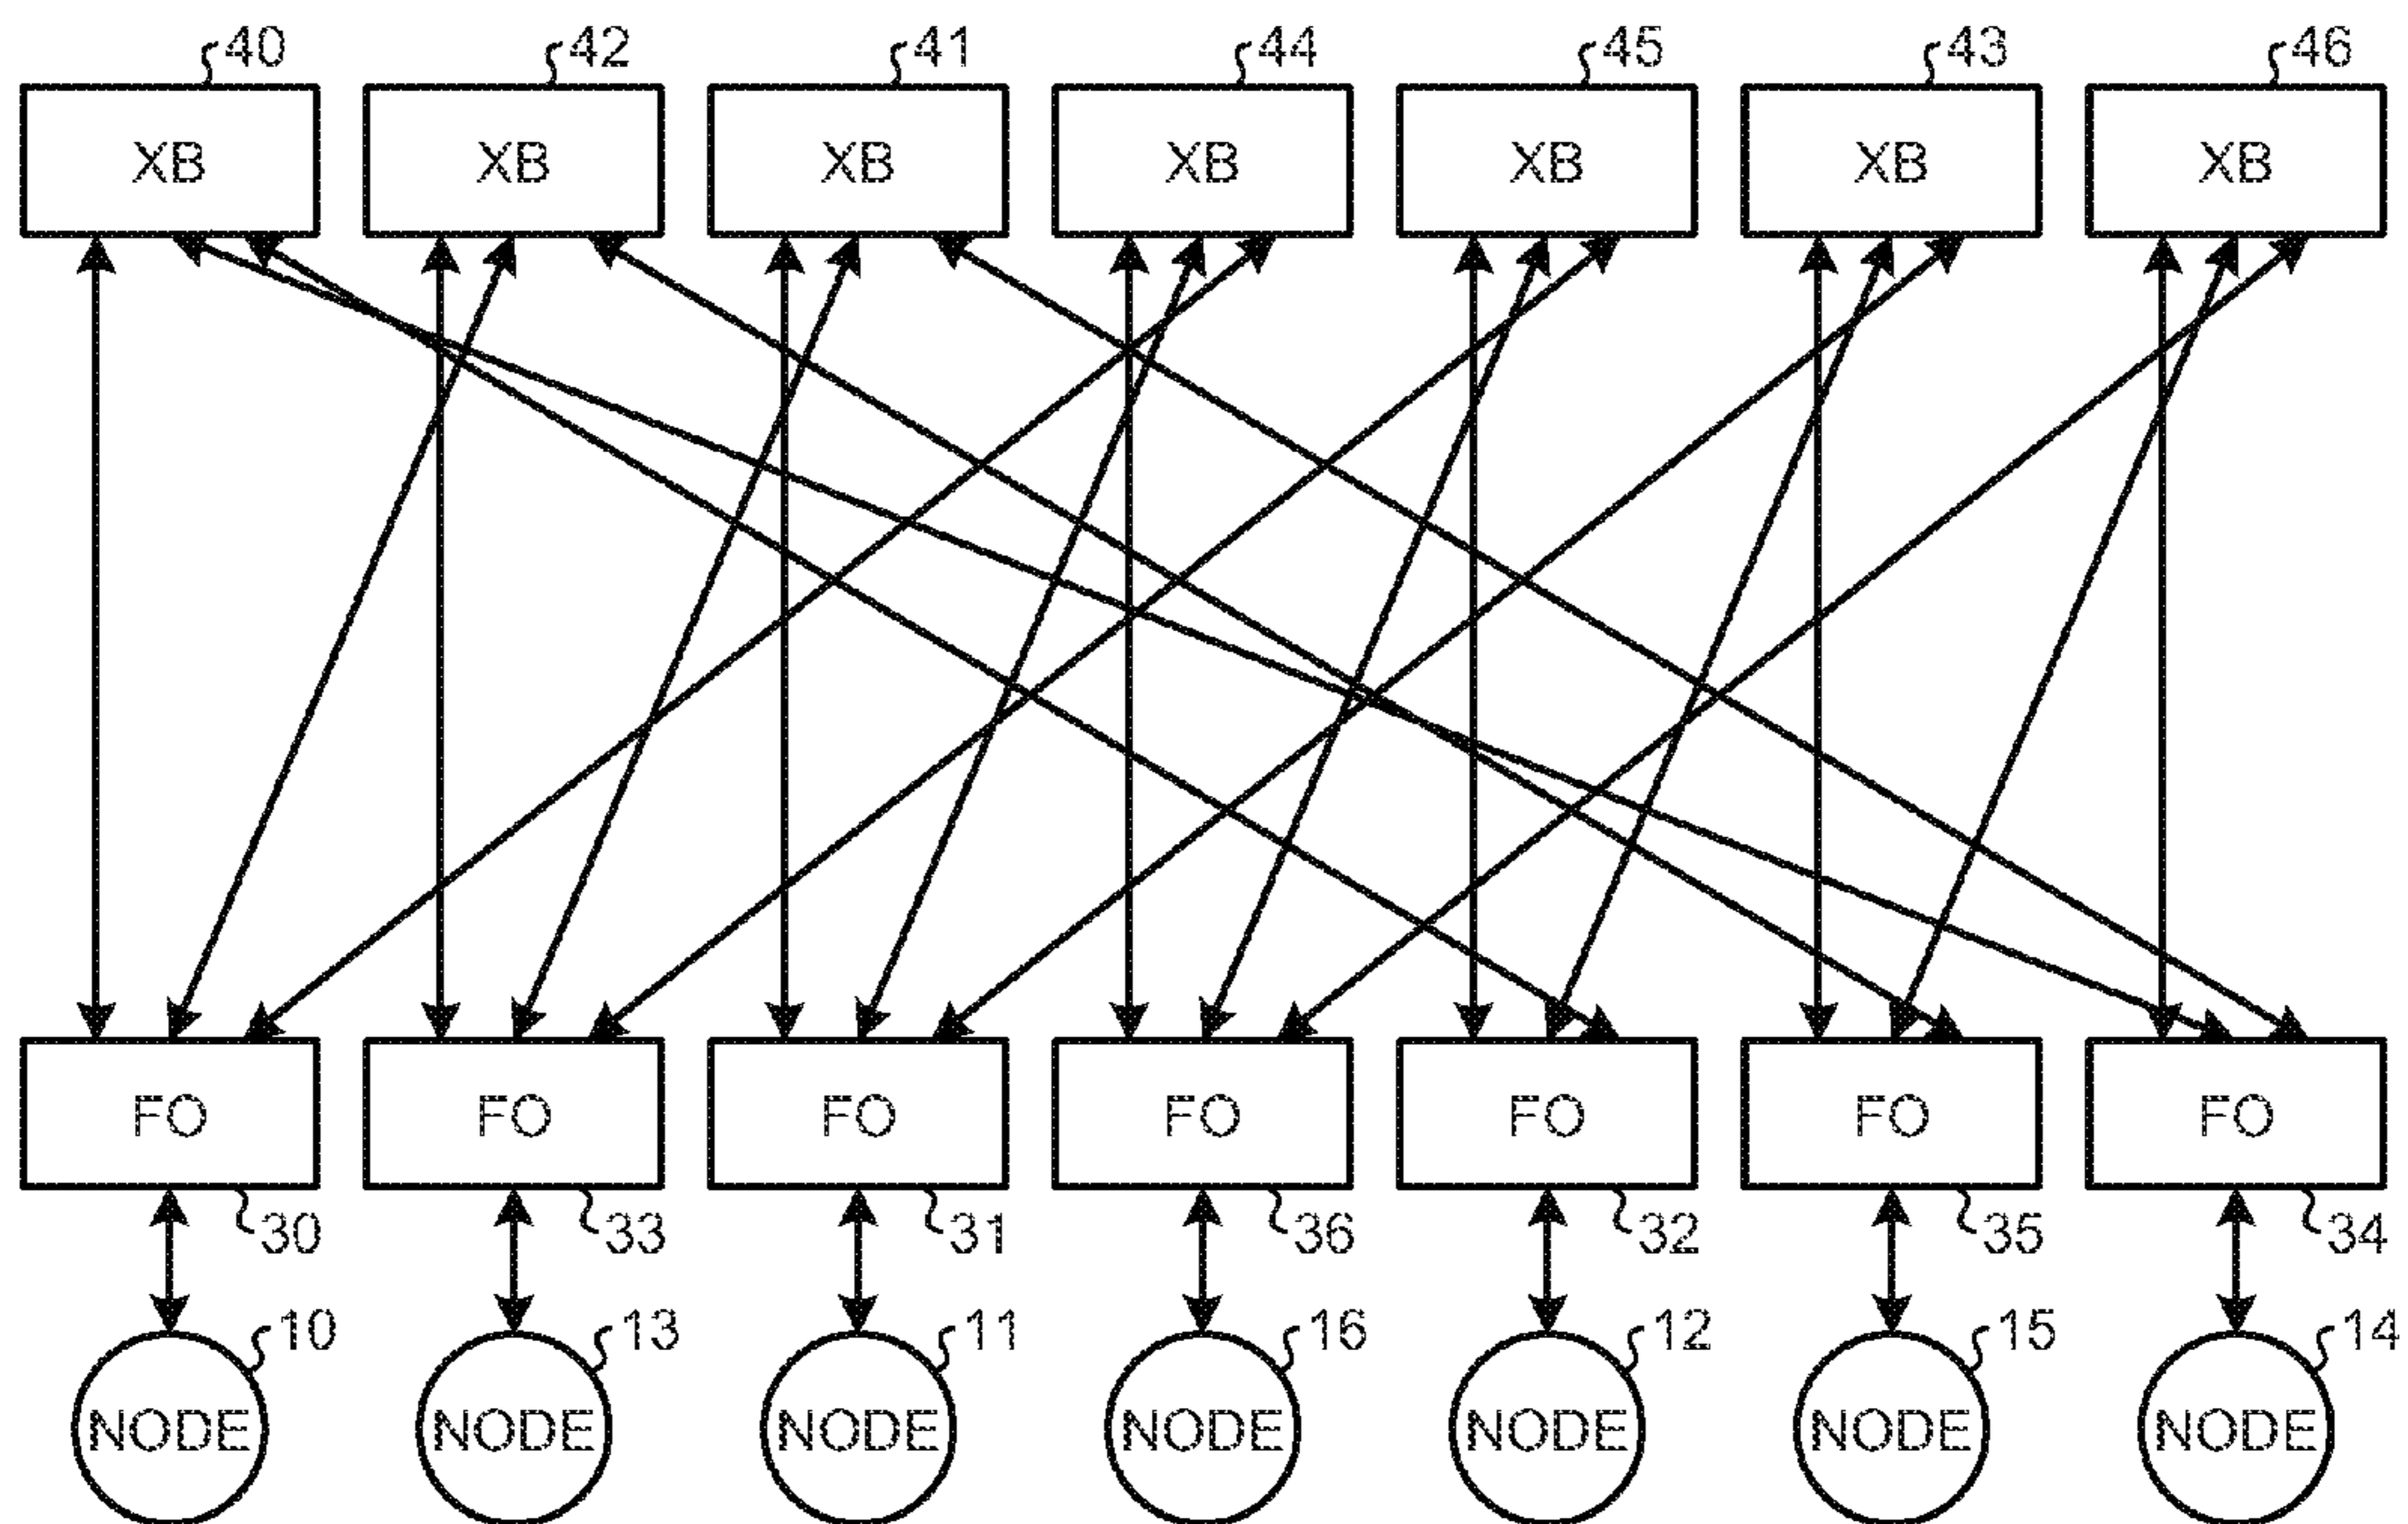 40 42 41 44 45 43 46
XB XB XB XB XB XB XB
FO FO FO FO FO FO FO
30 33 31 36 32 35 34
10 13 11 16 12 15 14
NODE NODE NODE NODE NODE NODE NODE